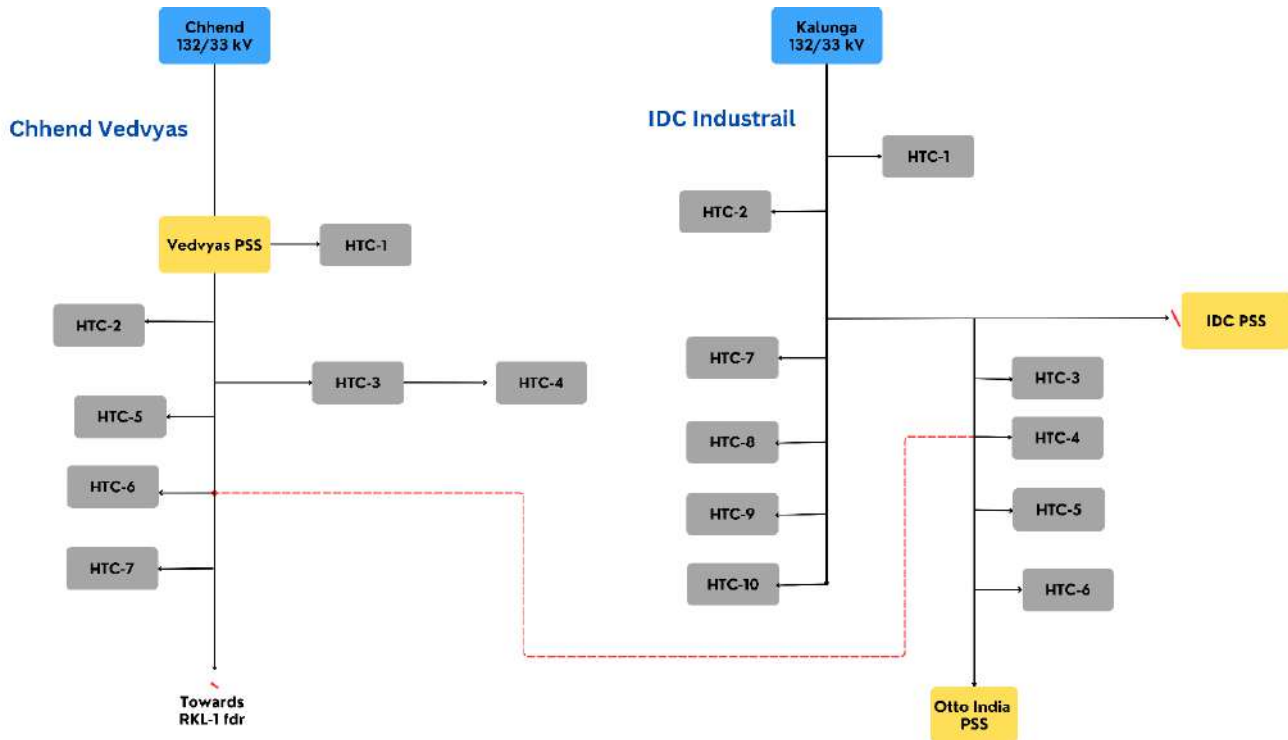 Chhend
132/33 kV
Chhend Vedvyas
Vedvyas PSS
HTC-1
HTC-2
HTC-3
HTC-4
HTC-5
HTC-6
HTC-7
Towards
RKL-1 fdr
Kalunga
132/33 kV
IDC Industrail
HTC-1
HTC-2
IDC PSS
HTC-7
HTC-3
HTC-4
HTC-8
HTC-5
HTC-9
HTC-10
HTC-6
Otto India
PSS